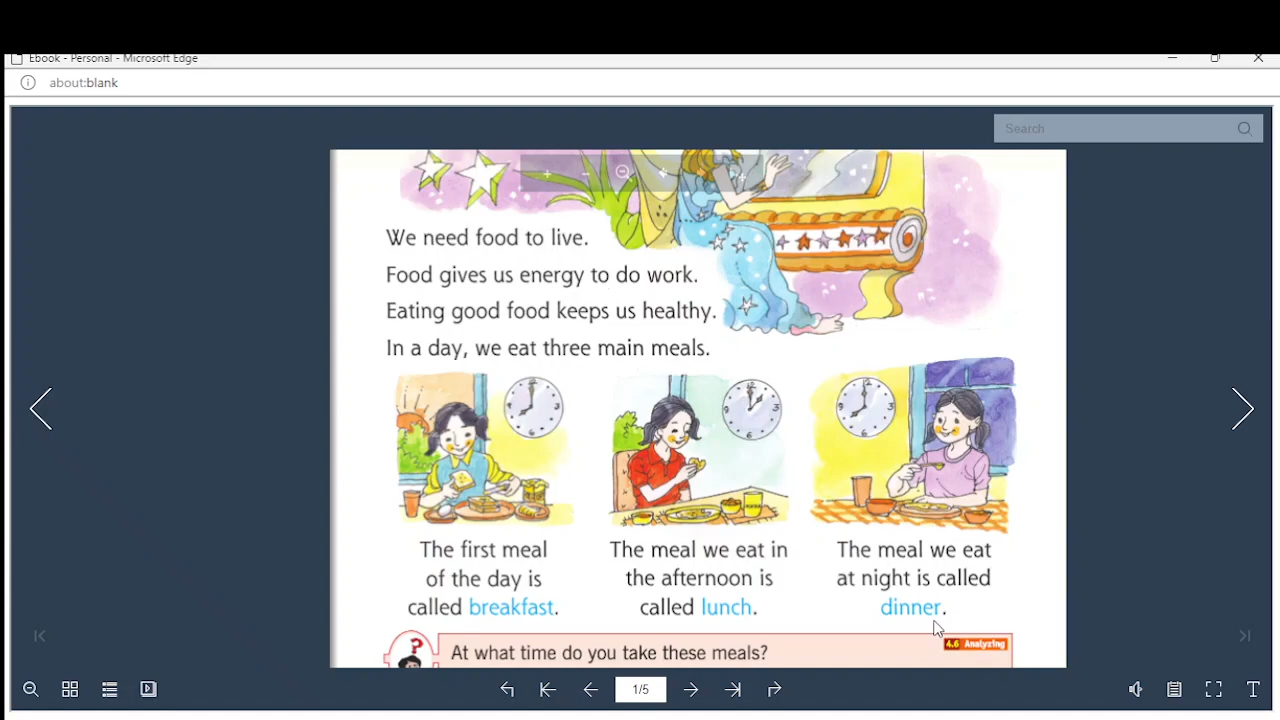 Ebook - Personal - Microsoft Edge
about:blank
Search
We need food to live.
Food gives us energy to do work.
Eating good food keeps us healthy.
In a day, we eat three main meals.
The first meal
of the day is
called breakfast.
The meal we eat in
the afternoon is
called lunch.
The meal we eat
at night is called
dinner.
4.6 Analyzing
At what time do you take these meals?
1/5